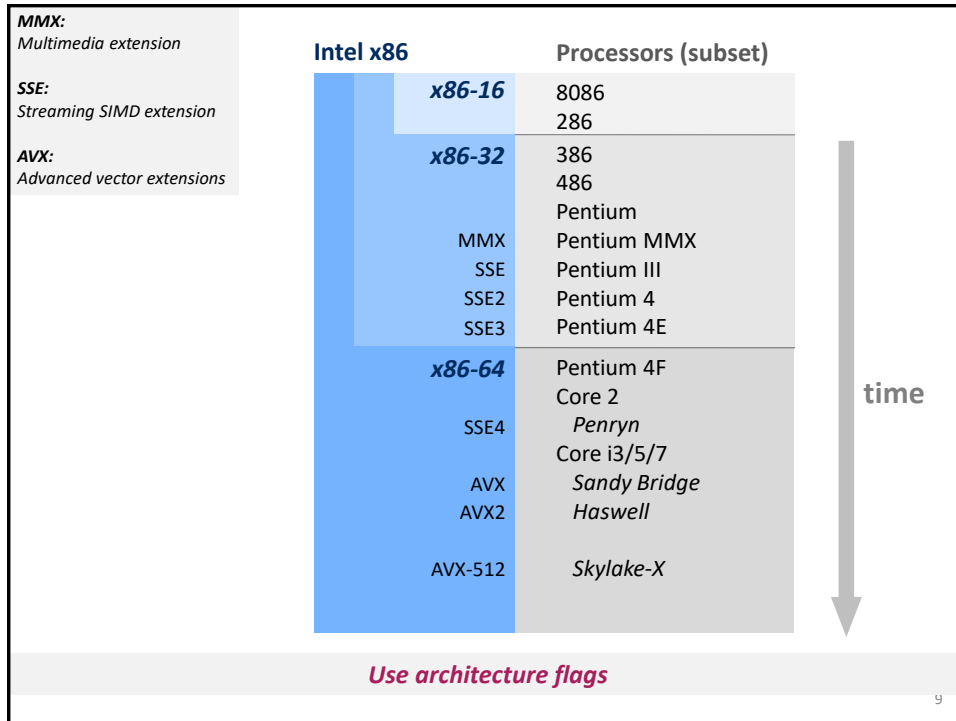 MMX:
Multimedia extension
SSE:
Streaming SIMD extension
AVX:
Advanced vector extensions
Intel x86 Processors (subset)
x86-16 8086
286
x86-32 386
486
Pentium
MMX Pentium MMX
SSE Pentium III
SSE2 Pentium 4
SSE3 Pentium 4E
x86-64 Pentium 4F
Core 2
SSE4 Penryn
Core i3/5/7
AVX Sandy Bridge
AVX2 Haswell
AVX-512 Skylake-X
time
Use architecture flags
9